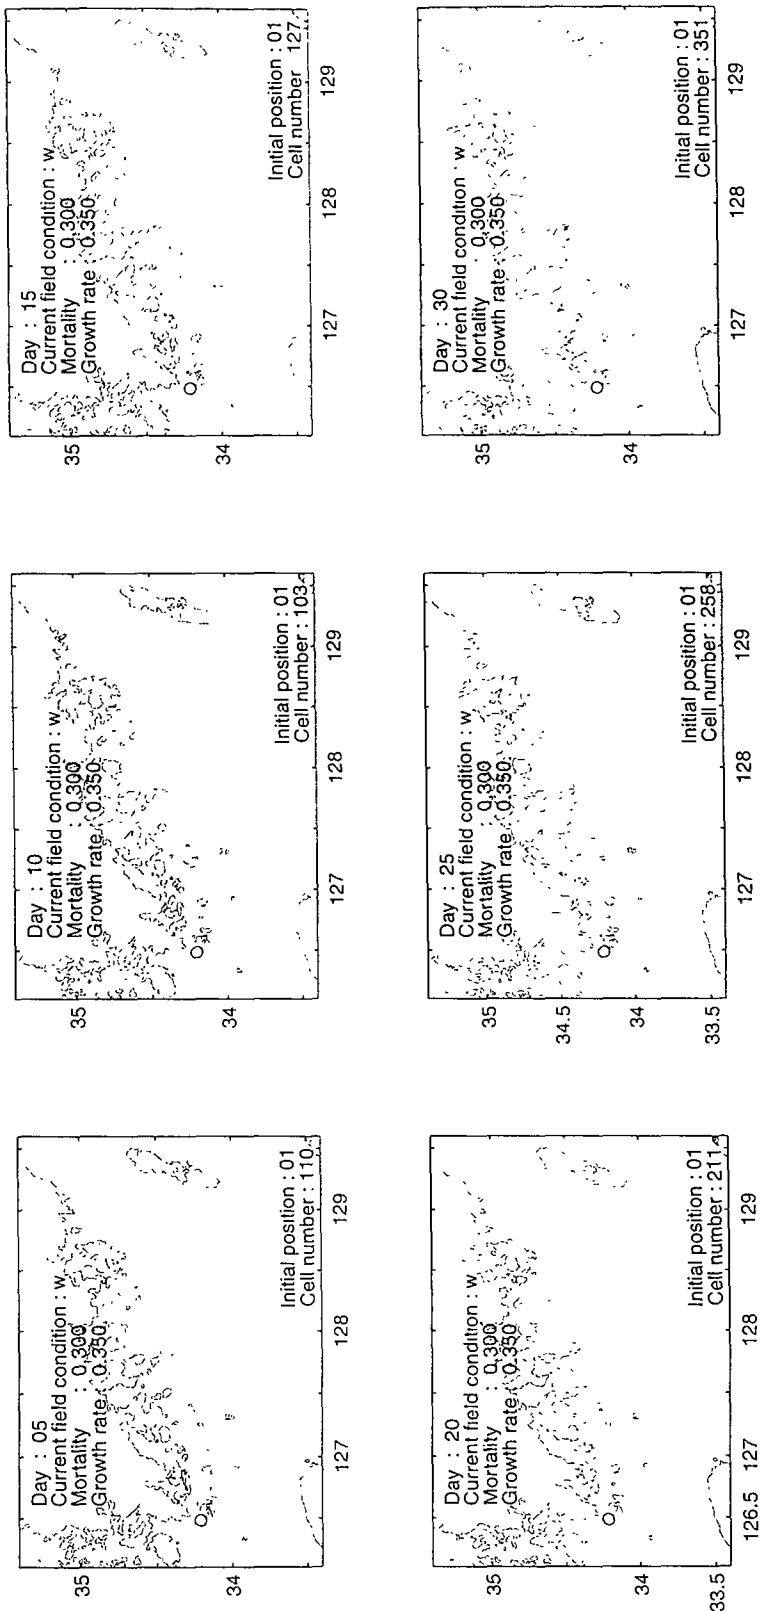 Day : 05
Current field condition : w
Mortality : 0.300
Growth rate : 0.350
Initial position : 01
Cell number : 110
35
34
127
128
129
Day : 10
Current field condition : w
Mortality : 0.300
Growth rate : 0.350
Initial position : 01
Cell number : 103
35
34
127
128
129
Day : 15
Current field condition : w
Mortality : 0.300
Growth rate : 0.350
Initial position : 01
Cell number 127
35
34
127
128
129
Day : 20
Current field condition : w
Mortality : 0.300
Growth rate : 0.350
Initial position : 01
Cell number : 211
35
34
33.5
126.5
127
128
129
Day : 25
Current field condition : w
Mortality : 0.300
Growth rate : 0.350
Initial position : 01
Cell number : 258
35
34.5
34
33.5
127
128
129
Day : 30
Current field condition : w
Mortality : 0.300
Growth rate : 0.350
Initial position : 01
Cell number : 351
35
34
127
128
129